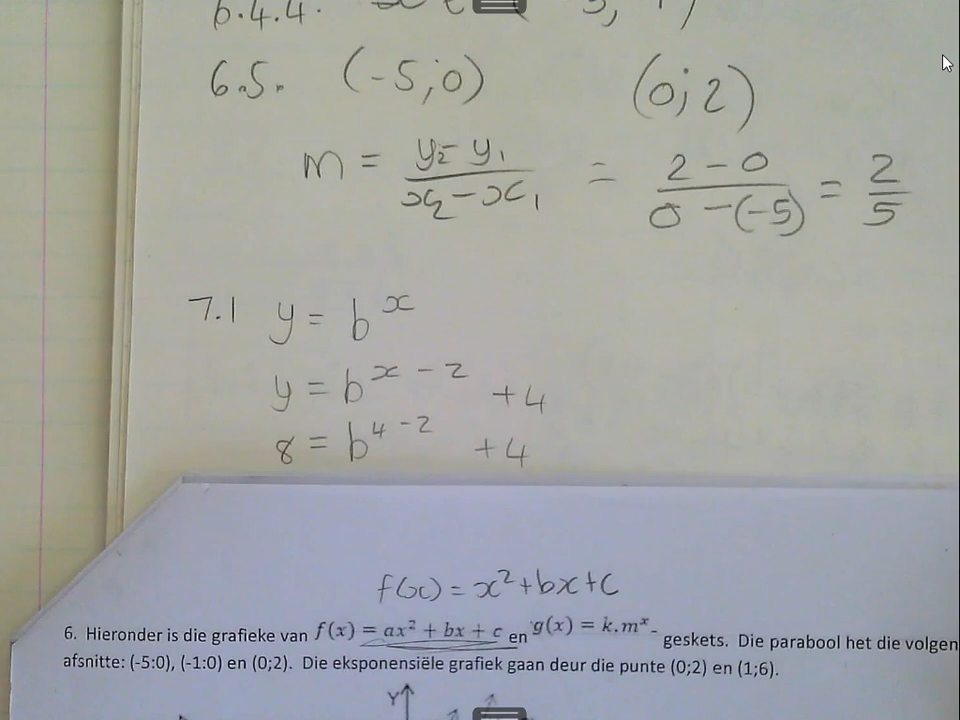 6.4.4.
6.5. (-5;0) (0;2)
m = y₂ - y₁ / x₂ - x₁ = 2 - 0 / 0 - (-5) = 2/5
7.1 y = b^x
y = b^(x - 2) + 4
8 = b^(4 - 2) + 4
f(x) = x² + bx + c
6. Hieronder is die grafieke van f(x) = ax² + bx + c en g(x) = k.m^x- geskets. Die parabool het die volgen
afsnitte: (-5:0), (-1:0) en (0;2). Die eksponensiële grafiek gaan deur die punte (0;2) en (1;6).
Y